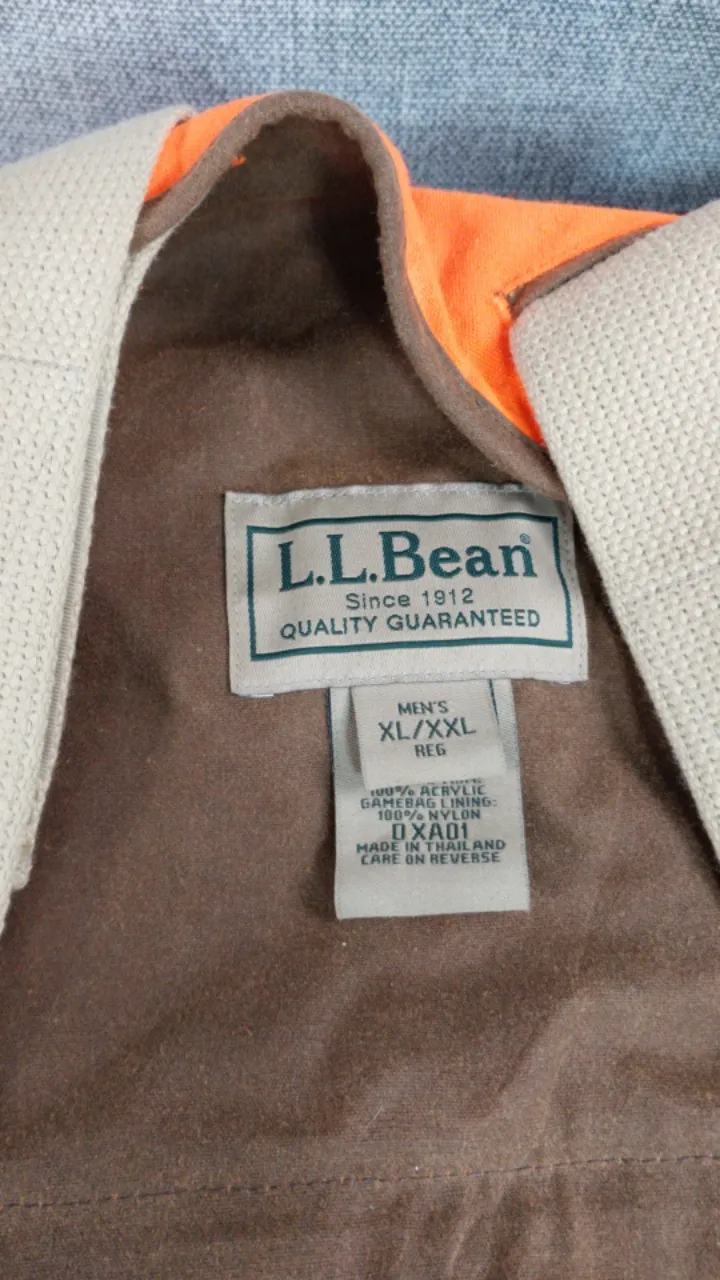 L.L.Bean®
Since 1912
QUALITY GUARANTEED
MEN'S
XL/XXL
REG
100% ACRYLIC
GAMEBAG LINING:
100% NYLON
0XA01
MADE IN THAILAND
CARE ON REVERSE